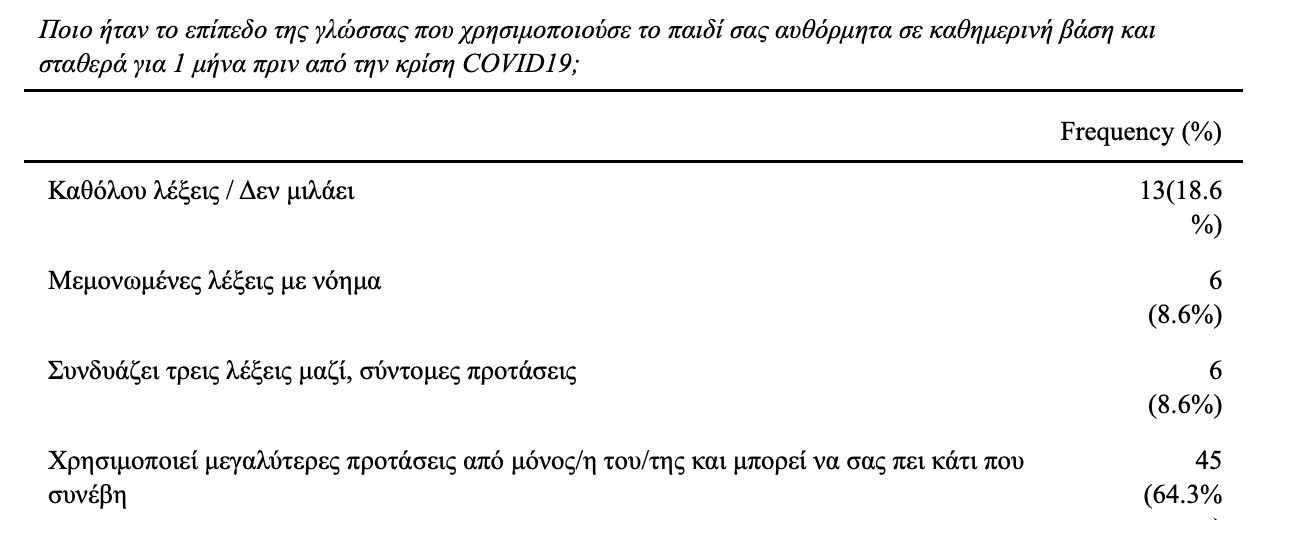 Ποιο ήταν το επίπεδο της γλώσσας που χρησιμοποιούσε το παιδί σας αυθόρμητα σε καθημερινή βάση και
σταθερά για 1 μήνα πριν από την κρίση COVID19;
Frequency (%)
Καθόλου λέξεις / Δεν μιλάει
13(18.6
%)
Μεμονωμένες λέξεις με νόημα
6
(8.6%)
Συνδυάζει τρεις λέξεις μαζί, σύντομες προτάσεις
6
(8.6%)
Χρησιμοποιεί μεγαλύτερες προτάσεις από μόνος/η του/της και μπορεί να σας πει κάτι που
συνέβη
45
(64.3%